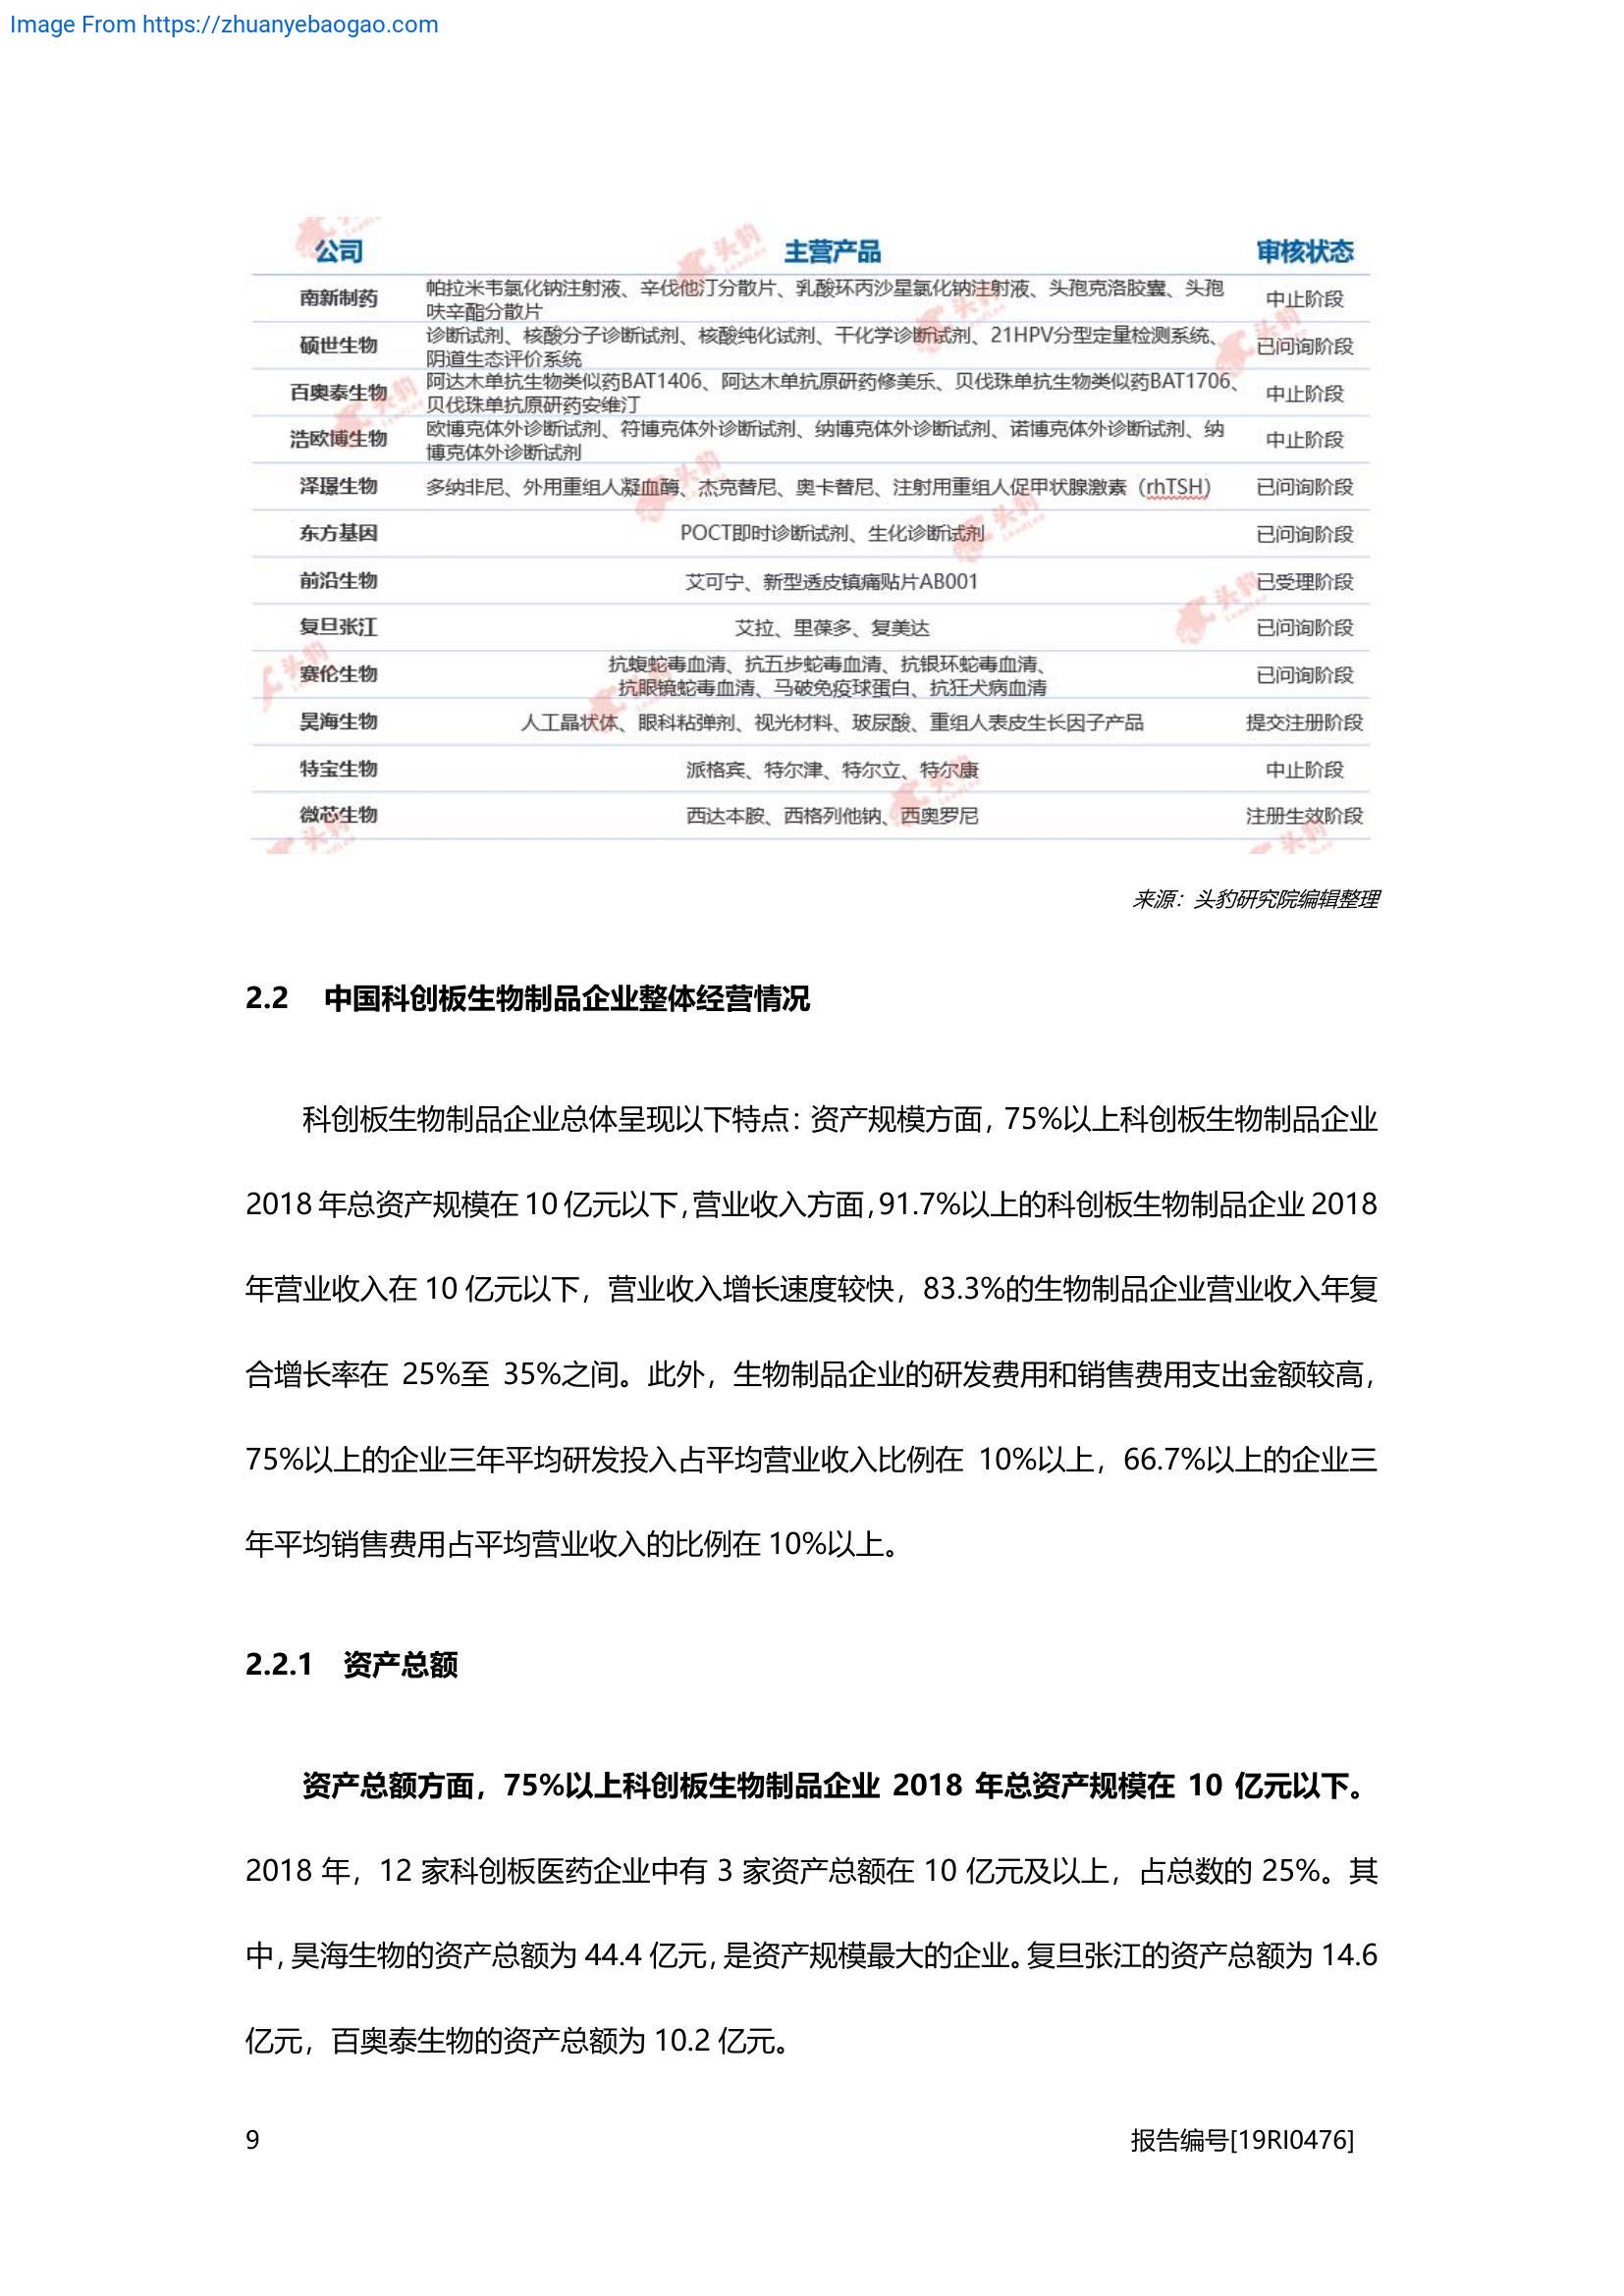 Image From https://zhuanyebaogao.com
公司 主营产品 审核状态
南新制药 帕拉米韦氯化钠注射液、辛伐他汀分散片、乳酸环丙沙星氯化钠注射液、头孢克洛胶囊、头孢呋辛酯分散片 中止阶段
硕世生物 诊断试剂、核酸分子诊断试剂、核酸纯化试剂、干化学诊断试剂、21HPV分型定量检测系统、阴道生态评价系统 已问询阶段
百奥泰生物 阿达木单抗生物类似药BAT1406、阿达木单抗原研药修美乐、贝伐珠单抗生物类似药BAT1706、贝伐珠单抗原研药安维汀 中止阶段
浩欧博生物 欧博克体外诊断试剂、符博克体外诊断试剂、纳博克体外诊断试剂、诺博克体外诊断试剂、纳博克体外诊断试剂 中止阶段
泽璟生物 多纳非尼、外用重组人凝血酶、杰克替尼、奥卡替尼、注射用重组人促甲状腺激素（rhTSH） 已问询阶段
东方基因 POCT即时诊断试剂、生化诊断试剂 已问询阶段
前沿生物 艾可宁、新型透皮镇痛贴片AB001 已受理阶段
复旦张江 艾拉、里葆多、复美达 已问询阶段
赛伦生物 抗蝮蛇毒血清、抗五步蛇毒血清、抗银环蛇毒血清、抗眼镜蛇毒血清、马破免疫球蛋白、抗狂犬病血清 已问询阶段
昊海生物 人工晶状体、眼科粘弹剂、视光材料、玻尿酸、重组人表皮生长因子产品 提交注册阶段
特宝生物 派格宾、特尔津、特尔立、特尔康 中止阶段
微芯生物 西达本胺、西格列他钠、西奥罗尼 注册生效阶段
来源：头豹研究院编辑整理
2.2 中国科创板生物制品企业整体经营情况
科创板生物制品企业总体呈现以下特点：资产规模方面，75%以上科创板生物制品企业
2018 年总资产规模在 10 亿元以下，营业收入方面，91.7%以上的科创板生物制品企业 2018
年营业收入在 10 亿元以下，营业收入增长速度较快，83.3%的生物制品企业营业收入年复
合增长率在 25%至 35%之间。此外，生物制品企业的研发费用和销售费用支出金额较高，
75%以上的企业三年平均研发投入占平均营业收入比例在 10%以上，66.7%以上的企业三
年平均销售费用占平均营业收入的比例在 10%以上。
2.2.1 资产总额
资产总额方面，75%以上科创板生物制品企业 2018 年总资产规模在 10 亿元以下。
2018 年，12 家科创板医药企业中有 3 家资产总额在 10 亿元及以上，占总数的 25%。其
中，昊海生物的资产总额为 44.4 亿元，是资产规模最大的企业。复旦张江的资产总额为 14.6
亿元，百奥泰生物的资产总额为 10.2 亿元。
9 报告编号[19RI0476]